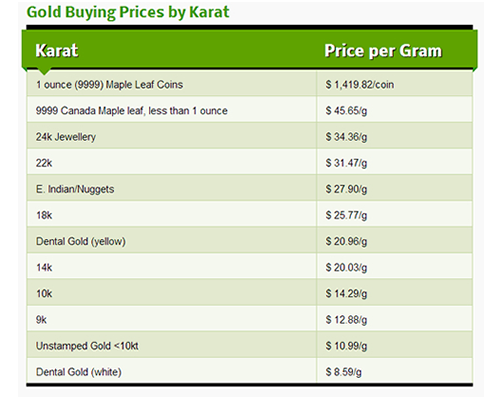 Gold Buying Prices by Karat
Karat Price per Gram
1 ounce (9999) Maple Leaf Coins $ 1,419.82/coin
9999 Canada Maple leaf, less than 1 ounce $ 45.65/g
24k Jewellery $ 34.36/g
22k $ 31.47/g
E. Indian/Nuggets $ 27.90/g
18k $ 25.77/g
Dental Gold (yellow) $ 20.96/g
14k $ 20.03/g
10k $ 14.29/g
9k $ 12.88/g
Unstamped Gold <10kt $ 10.99/g
Dental Gold (white) $ 8.59/g